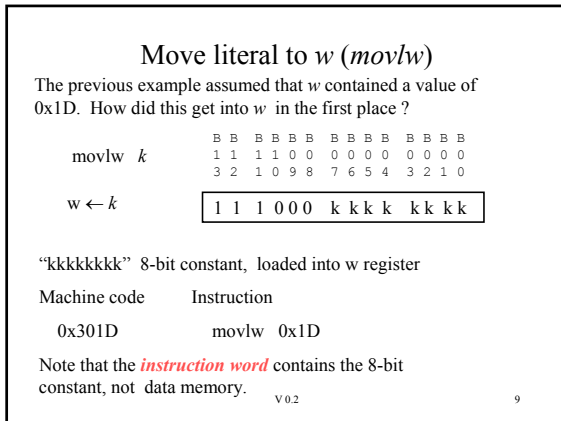 Move literal to w (movlw)
The previous example assumed that w contained a value of
0x1D. How did this get into w in the first place ?
B B B B B B B B B B B B B B
movlw k 1 1 1 1 0 0 0 0 0 0 0 0 0 0
3 2 1 0 9 8 7 6 5 4 3 2 1 0
w ← k 1 1 1 0 0 0 k k k k k k k k
“kkkkkkkk” 8-bit constant, loaded into w register
Machine code Instruction
0x301D movlw 0x1D
Note that the instruction word contains the 8-bit
constant, not data memory.
V 0.2 9